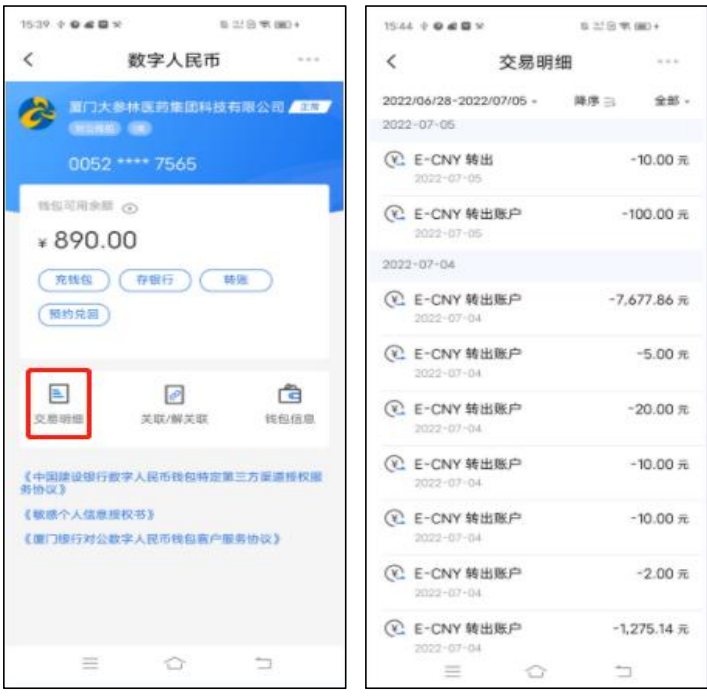 15:39
数字人民币
厦门大参林医药集团科技有限公司 正常
对公钱包
0052 **** 7565
钱包可用余额
¥ 890.00
充钱包 存银行 转账
预约兑回
交易明细 关联/解关联 钱包信息
《中国建设银行数字人民币钱包特定第三方渠道授权服
务协议》
《敏感个人信息授权书》
《厦门银行对公数字人民币钱包客户服务协议》
15:44
交易明细
2022/06/28-2022/07/05 降序 全部
2022-07-05
E-CNY 转出 -10.00 元
2022-07-05
E-CNY 转出账户 -100.00 元
2022-07-05
2022-07-04
E-CNY 转出账户 -7,677.86 元
2022-07-04
E-CNY 转出账户 -5.00 元
2022-07-04
E-CNY 转出账户 -20.00 元
2022-07-04
E-CNY 转出账户 -10.00 元
2022-07-04
E-CNY 转出账户 -10.00 元
2022-07-04
E-CNY 转出账户 -2.00 元
2022-07-04
E-CNY 转出账户 -1,275.14 元
2022-07-04